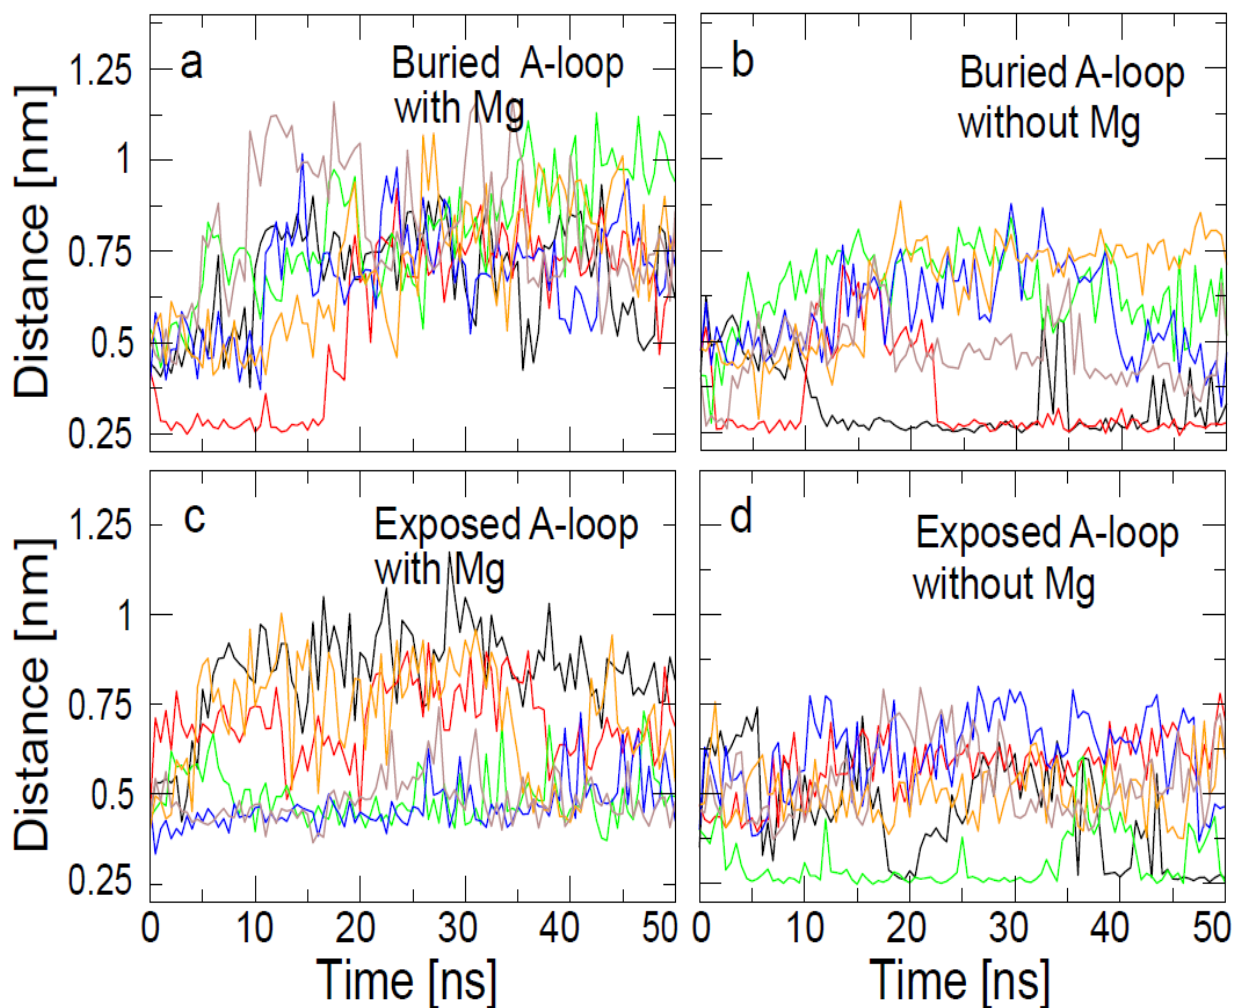 a
Buried A-loop
with Mg
b
Buried A-loop
without Mg
Distance [nm]
1.25
1
0.75
0.5
0.25
c
Exposed A-loop
with Mg
d
Exposed A-loop
without Mg
Distance [nm]
1.25
1
0.75
0.5
0.25
0 10 20 30 40 50
0 10 20 30 40 50
Time [ns]
Time [ns]